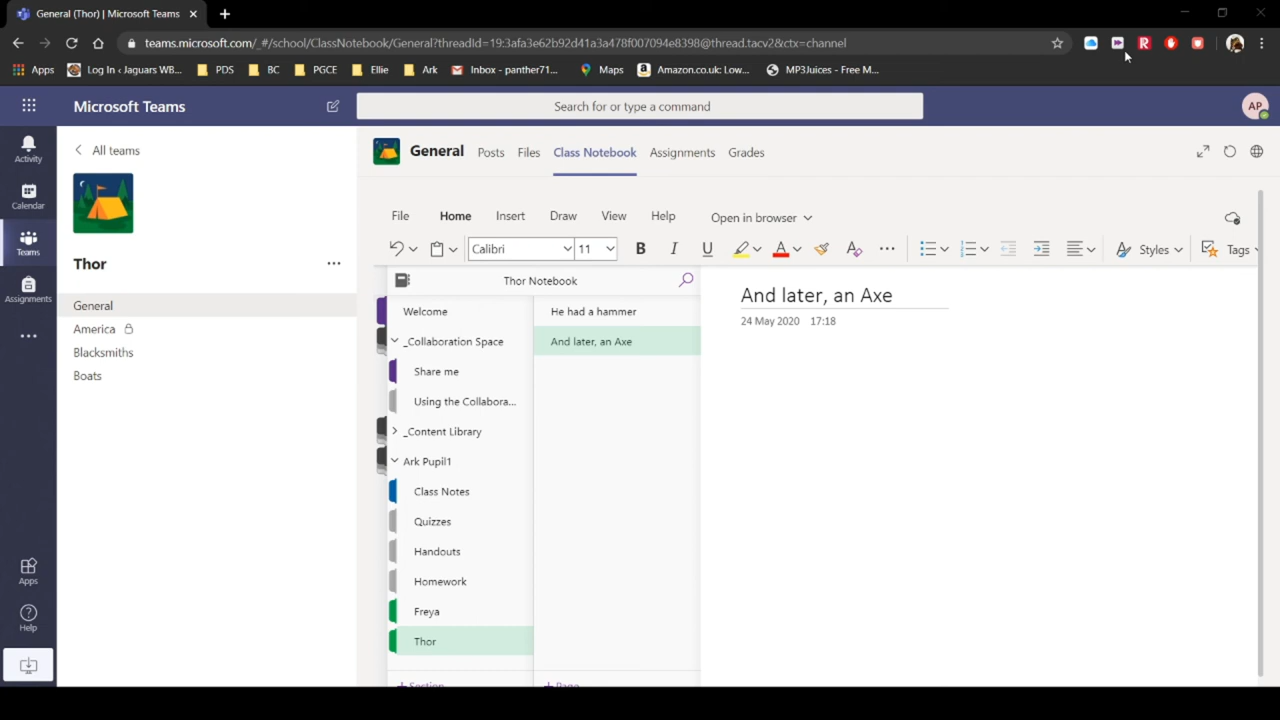 General (Thor) | Microsoft Teams
teams.microsoft.com/_#/school/ClassNotebook/General?threadId=19:3afa3e62b92d41a3a478f007094e8398@thread.tacv2&ctx=channel
Apps Log In ‹ Jaguars WB... PDS BC PGCE Ellie Ark Inbox - panther71... Maps Amazon.co.uk: Low... MP3Juices - Free M...
Microsoft Teams
Search for or type a command
AP
Activity
Calendar
Teams
Assignments
Apps
Help
All teams
Thor
General
America
Blacksmiths
Boats
General Posts Files Class Notebook Assignments Grades
File Home Insert Draw View Help Open in browser
Calibri 11 B I U A A Styles Tags
Thor Notebook
Welcome
_Collaboration Space
Share me
Using the Collabora...
_Content Library
Ark Pupil1
Class Notes
Quizzes
Handouts
Homework
Freya
Thor
+ Section
He had a hammer
And later, an Axe
+ Page
And later, an Axe
24 May 2020 17:18